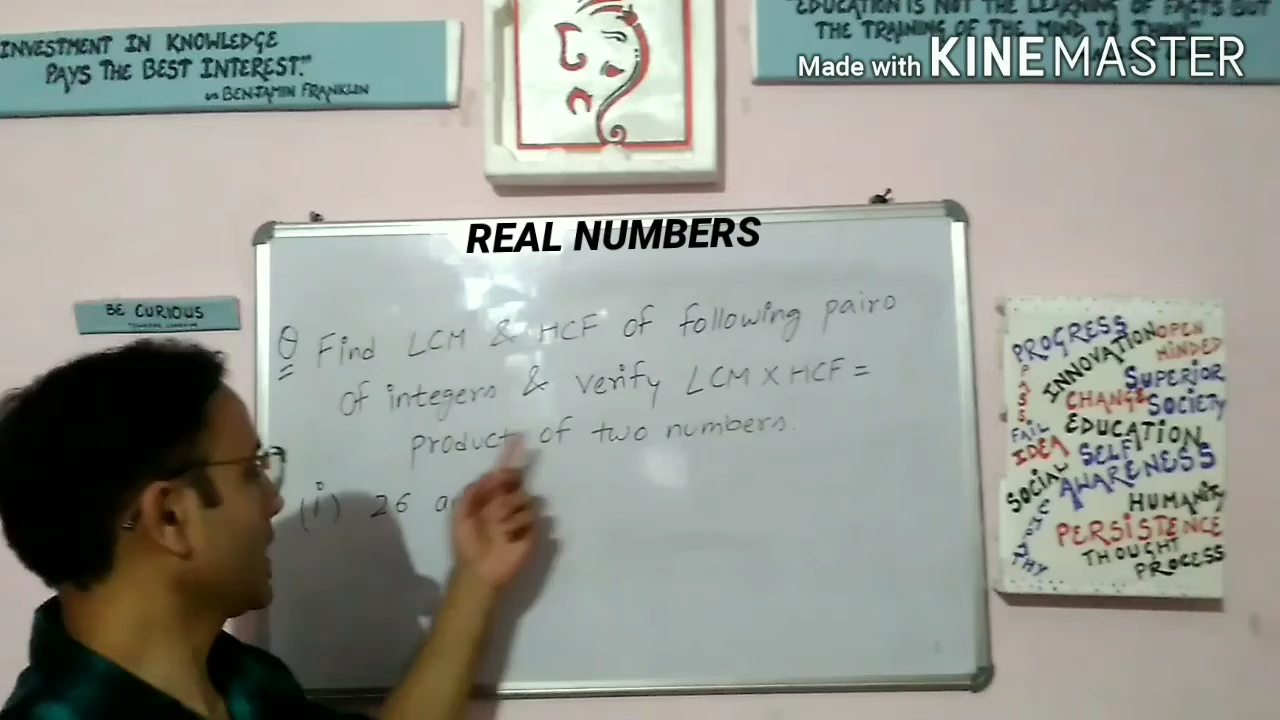 INVESTMENT IN KNOWLEDGE
PAYS THE BEST INTEREST."
BENJAMIN FRANKLIN
"EDUCATION IS NOT THE LEARNING OF FACTS BUT
THE TRAINING OF THE MIND TO THINK"
Made with KINEMASTER
REAL NUMBERS
BE CURIOUS
Q Find LCM & HCF of following pairs
of integers & verify LCM X HCF =
product of two numbers.
(i) 26
PROGRESS
OPEN
MINDED
INNOVATION
PASS
SUPERIOR
CHANGE
SOCIETY
FAIL
EDUCATION
IDEA
SELF
AWARENESS
SOCIAL
HUMANITY
PERSISTENCE
THOUGHT
PROCESS